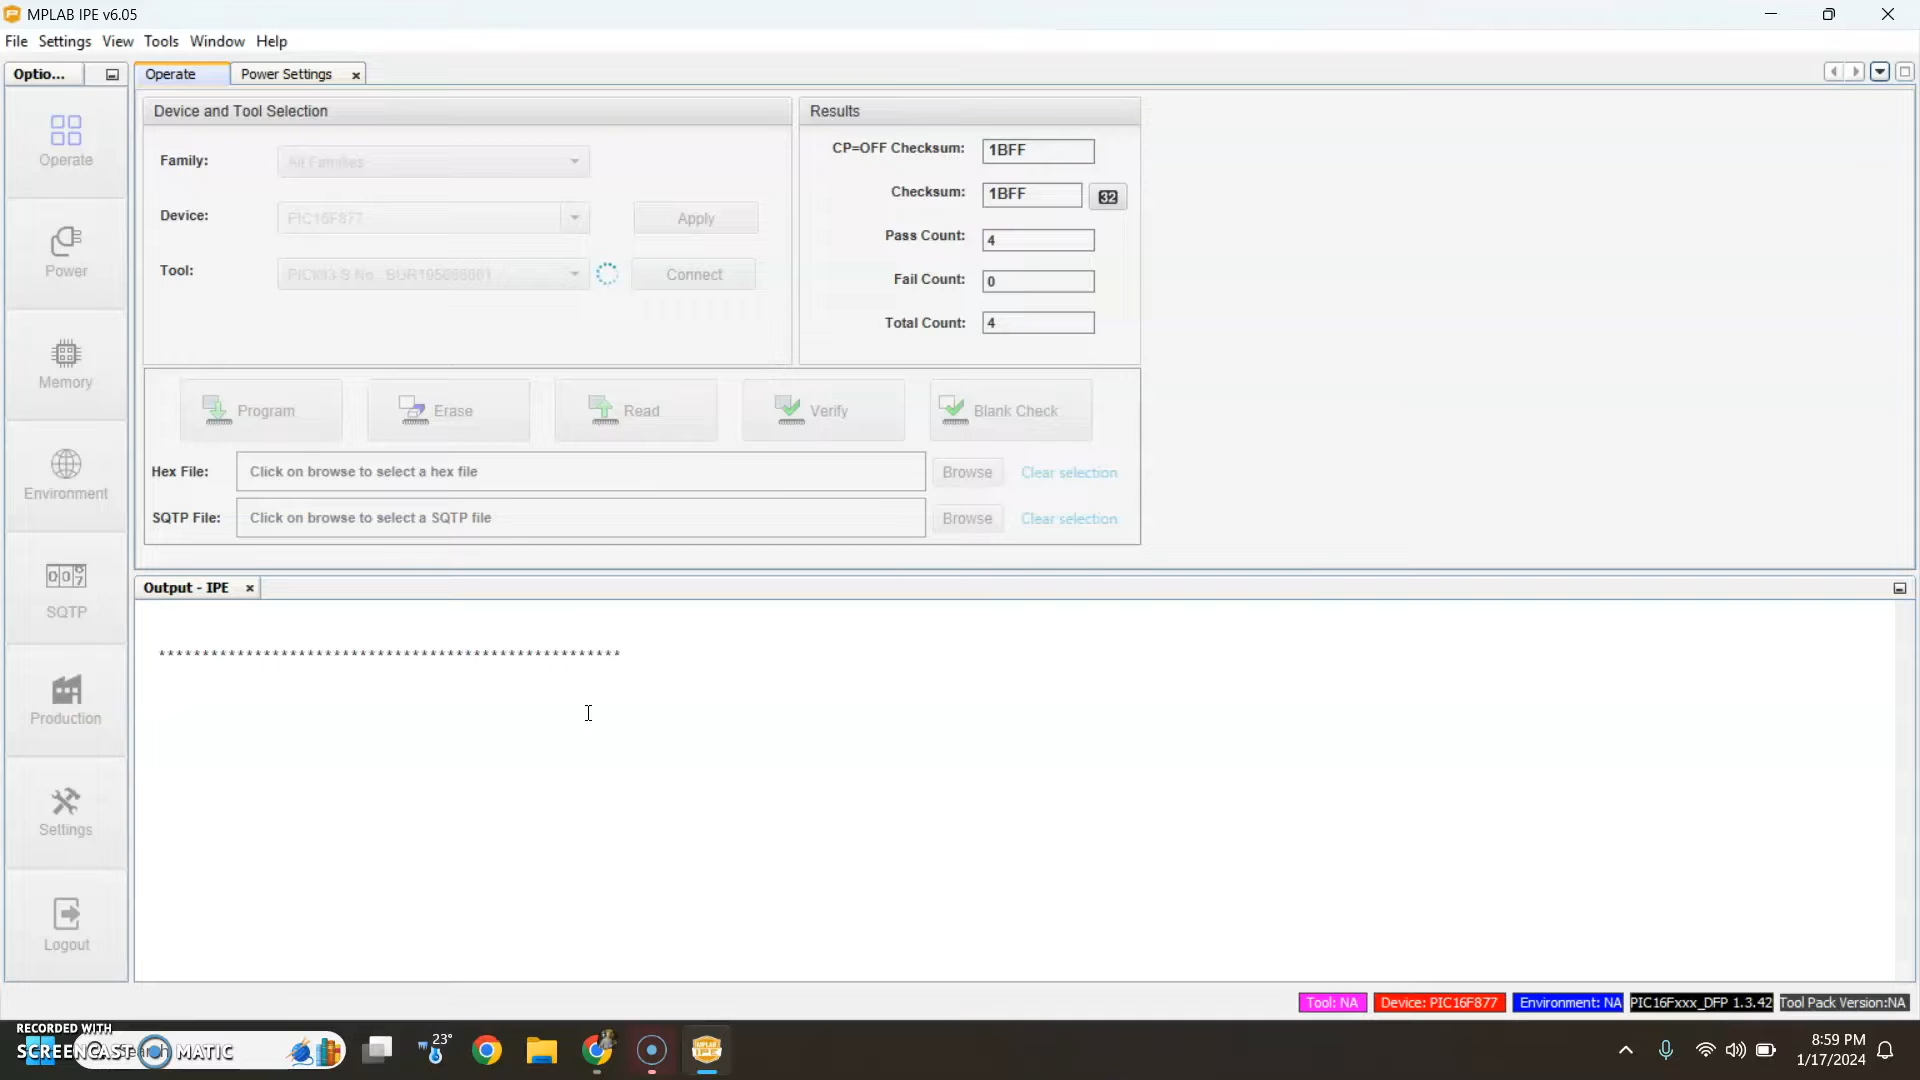 MPLAB IPE v6.05
File Settings View Tools Window Help
Optio...
Operate
Power Settings
Device and Tool Selection
Family:
All Families
Device:
PIC16F877
Apply
Tool:
Connect
Results
CP=OFF Checksum:
1BFF
Checksum:
1BFF
32
Pass Count:
4
Fail Count:
0
Total Count:
4
Operate
Power
Memory
Environment
SQTP
Production
Settings
Logout
Program
Erase
Read
Verify
Blank Check
Hex File:
Click on browse to select a hex file
Browse
Clear selection
SQTP File:
Click on browse to select a SQTP file
Browse
Clear selection
Output - IPE
*****************************************************
Tool: NA
Device: PIC16F877
Environment: NA
PIC16Fxxx_DFP 1.3.42
Tool Pack Version:NA
RECORDED WITH
SCREENCAST MATIC
23°
8:59 PM
1/17/2024